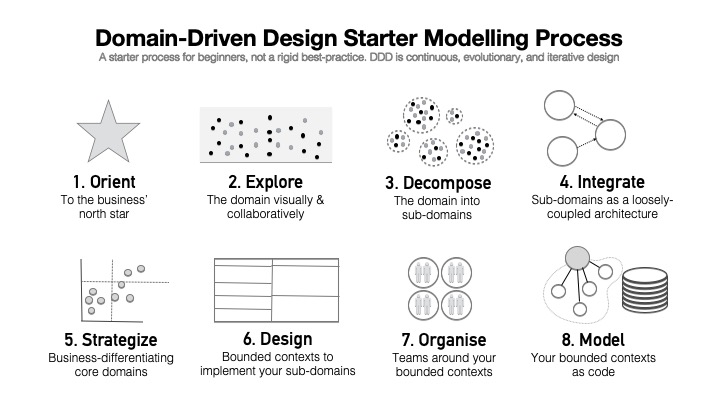 Domain-Driven Design Starter Modelling Process
A starter process for beginners, not a rigid best-practice. DDD is continuous, evolutionary, and iterative design
1. Orient
To the business'
north star
2. Explore
The domain visually &
collaboratively
3. Decompose
The domain into
sub-domains
4. Integrate
Sub-domains as a loosely-
coupled architecture
5. Strategize
Business-differentiating
core domains
6. Design
Bounded contexts to
implement your sub-domains
7. Organise
Teams around your
bounded contexts
8. Model
Your bounded contexts
as code